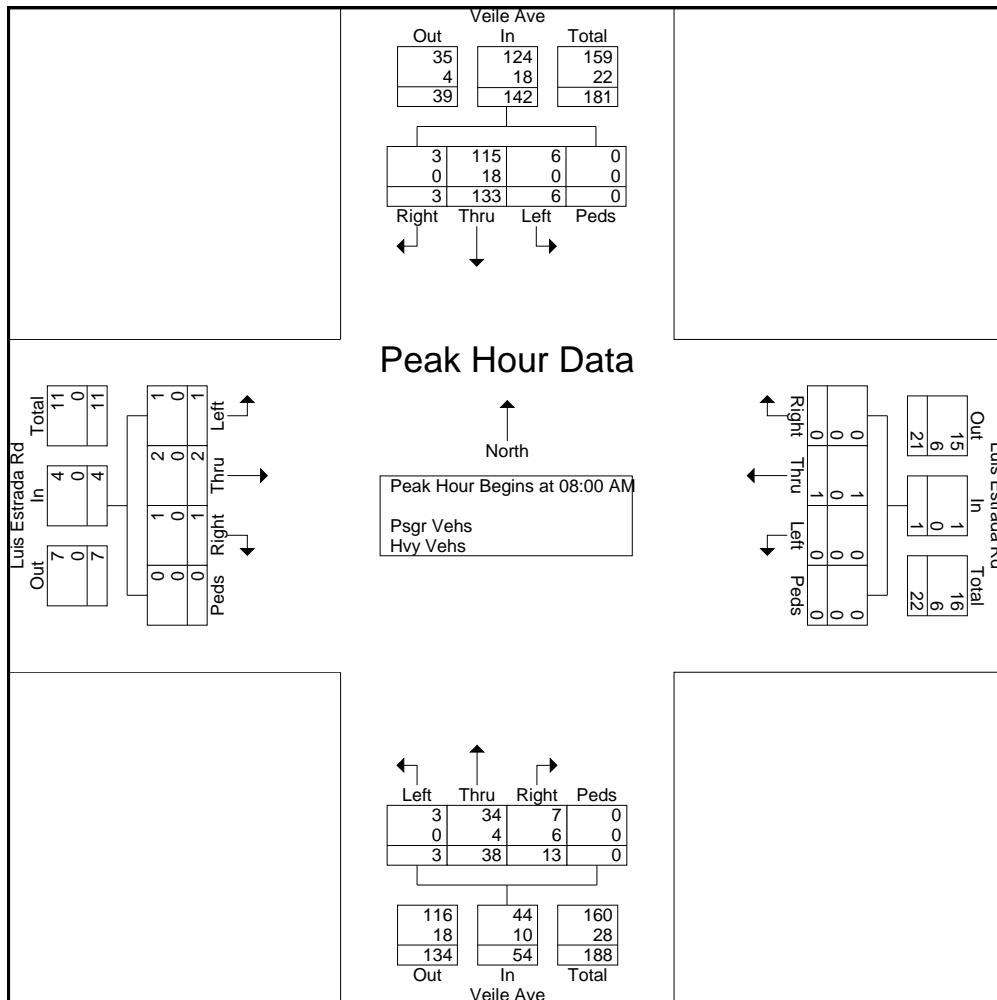 Veile Ave
Out In Total
35 124 159
4 18 22
39 142 181
3 115 6 0
0 18 0 0
3 133 6 0
Right Thru Left Peds
Peak Hour Data
North
Peak Hour Begins at 08:00 AM
Psgr Vehs
Hvy Vehs
Luis Estrada Rd
Out In Total
7 4 11
0 0 0
7 4 11
Peds Right Thru Left
0 1 2 1
0 0 0 0
0 1 2 1
Luis Estrada Rd
Out In Total
15 1 16
6 0 6
21 1 22
Right Thru Left Peds
0 1 0 0
0 0 0 0
0 1 0 0
Left Thru Right Peds
3 34 7 0
0 4 6 0
3 38 13 0
116 44 160
18 10 28
134 54 188
Out In Total
Veile Ave